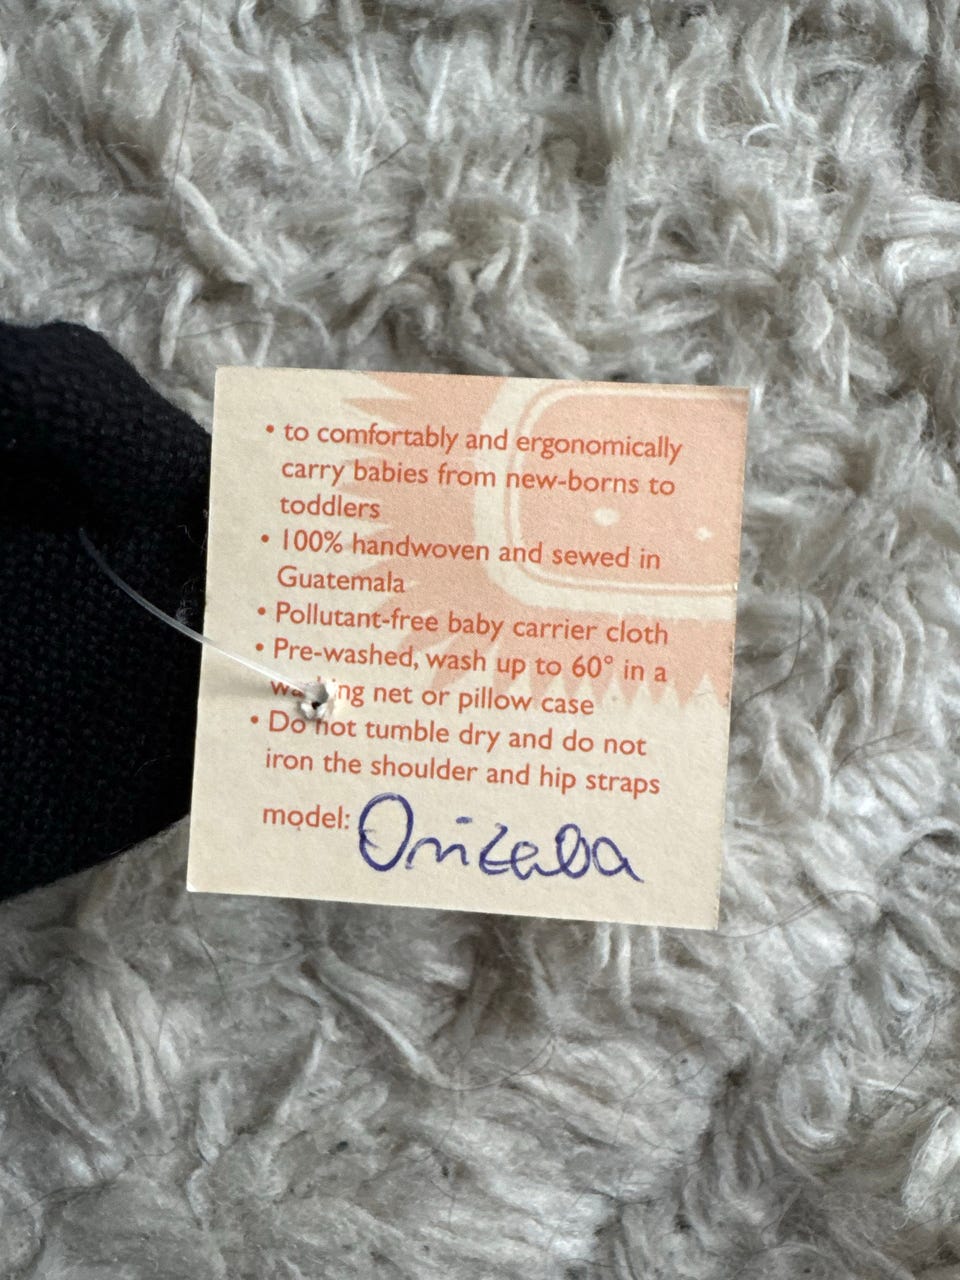 • to comfortably and ergonomically
carry babies from new-borns to
toddlers
• 100% handwoven and sewed in
Guatemala
• Pollutant-free baby carrier cloth
• Pre-washed, wash up to 60° in a
washing net or pillow case
• Do not tumble dry and do not
iron the shoulder and hip straps
model: Orizaba